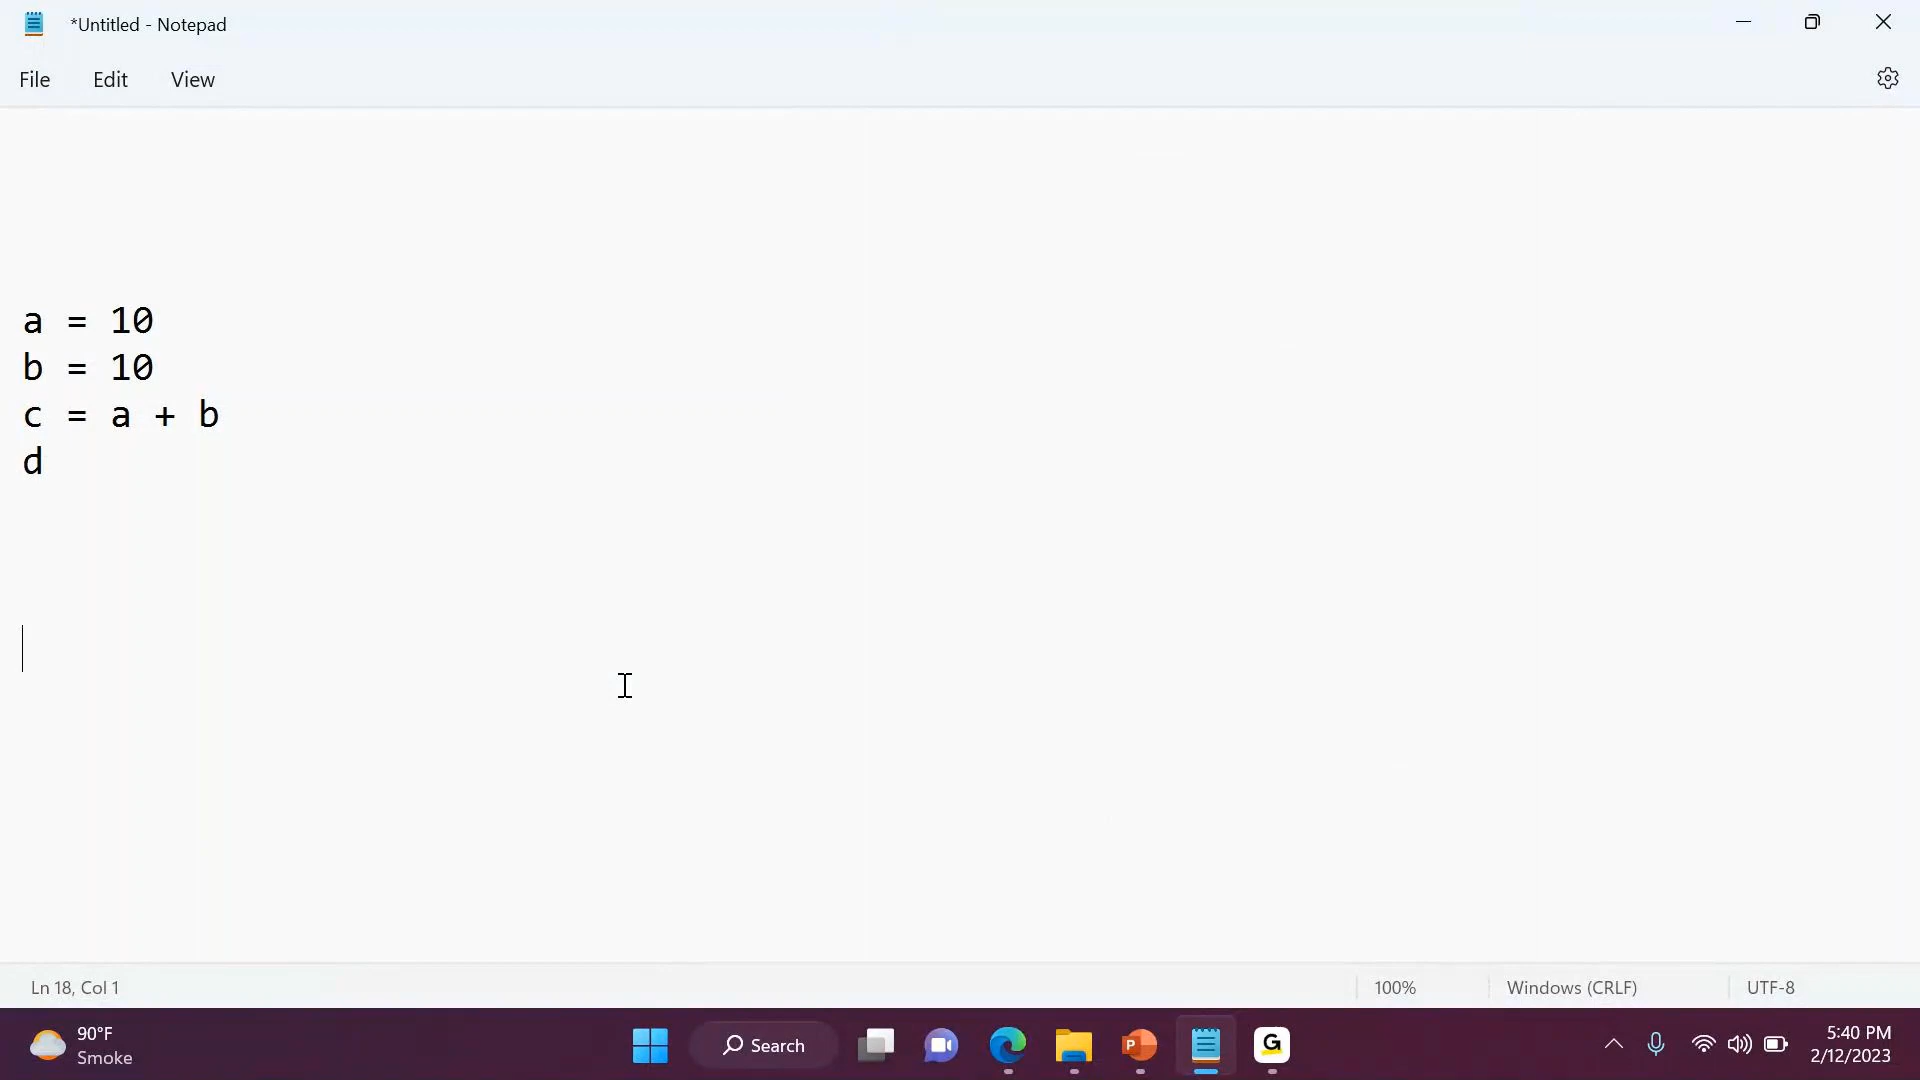 *Untitled - Notepad
File Edit View
a = 10
b = 10
c = a + b
d
Ln 18, Col 1 100% Windows (CRLF) UTF-8
90°F
Smoke
Search
P
G
5:40 PM
2/12/2023